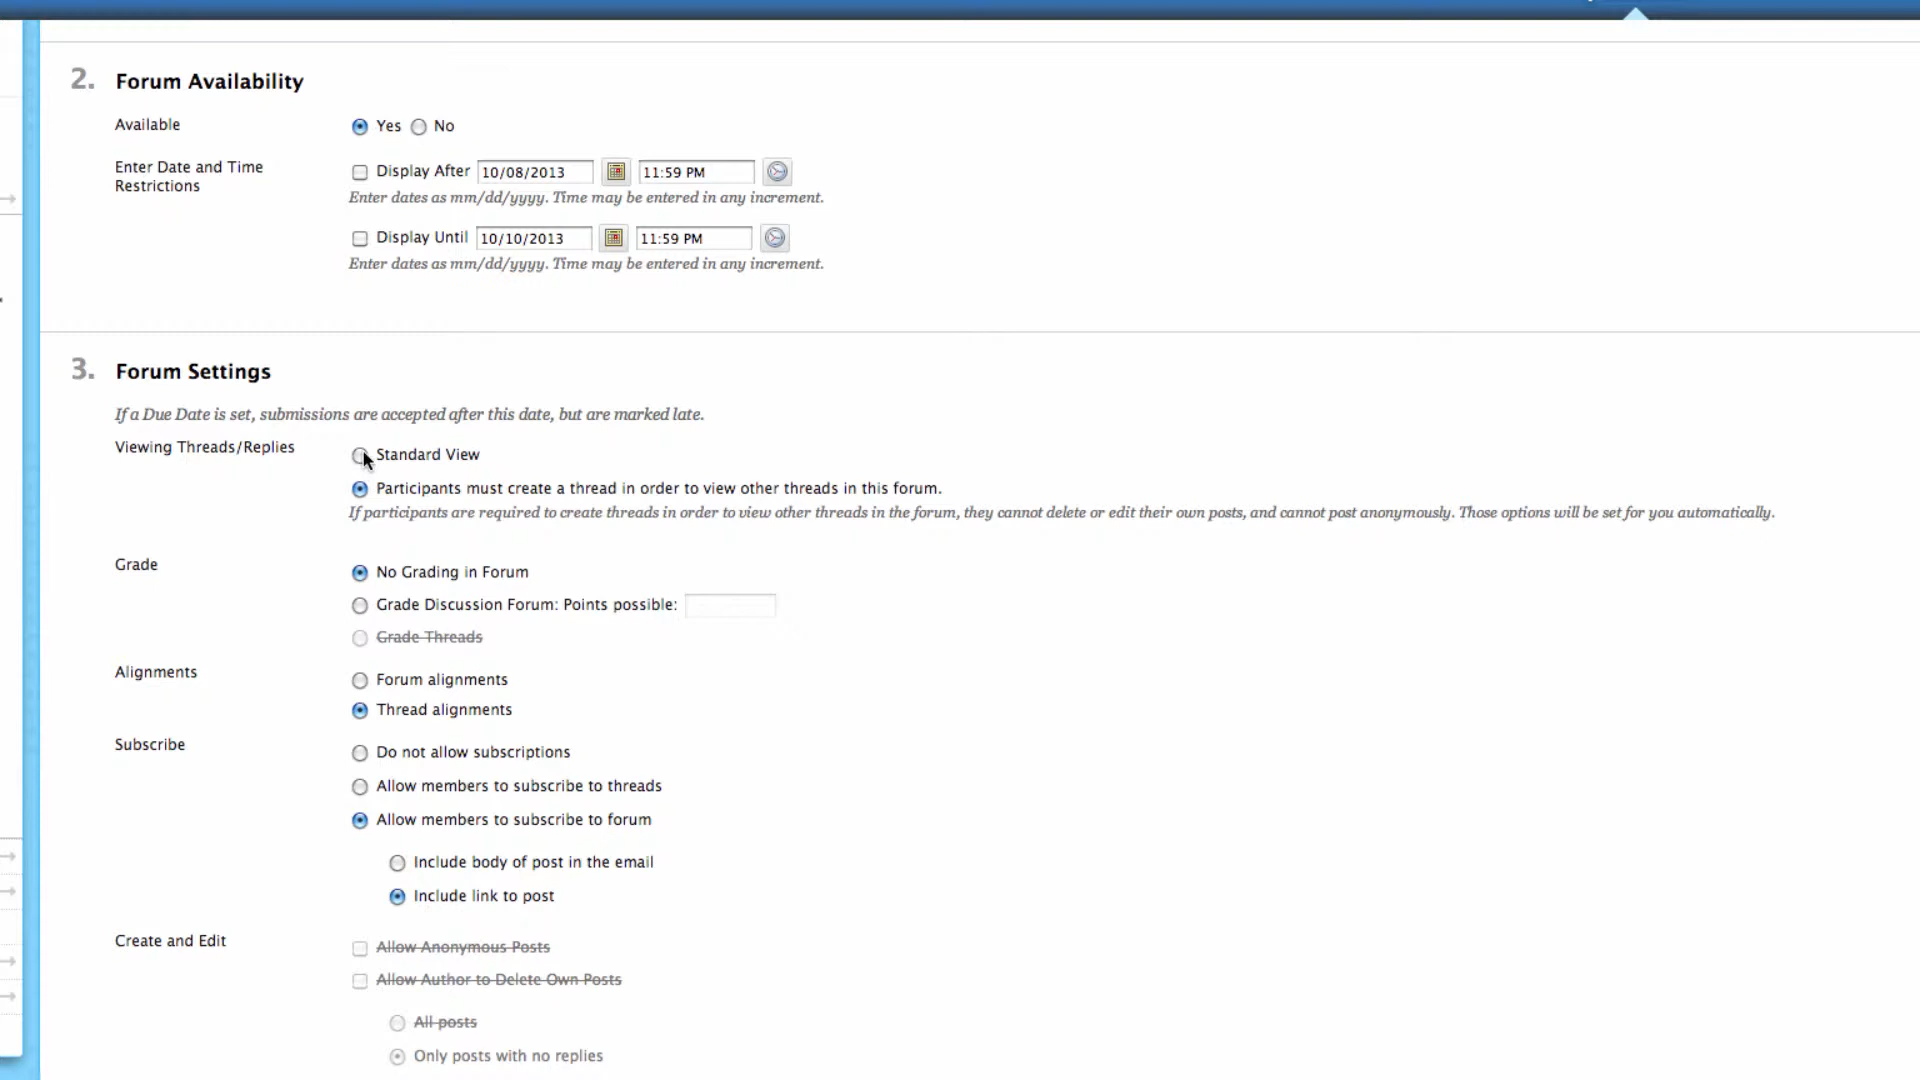 2. Forum Availability
Available
Yes No
Enter Date and Time
Restrictions
Display After 10/08/2013 11:59 PM
Enter dates as mm/dd/yyyy. Time may be entered in any increment.
Display Until 10/10/2013 11:59 PM
Enter dates as mm/dd/yyyy. Time may be entered in any increment.
3. Forum Settings
If a Due Date is set, submissions are accepted after this date, but are marked late.
Viewing Threads/Replies
Standard View
Participants must create a thread in order to view other threads in this forum.
If participants are required to create threads in order to view other threads in the forum, they cannot delete or edit their own posts, and cannot post anonymously. Those options will be set for you automatically.
Grade
No Grading in Forum
Grade Discussion Forum: Points possible:
Grade Threads
Alignments
Forum alignments
Thread alignments
Subscribe
Do not allow subscriptions
Allow members to subscribe to threads
Allow members to subscribe to forum
Include body of post in the email
Include link to post
Create and Edit
Allow Anonymous Posts
Allow Author to Delete Own Posts
All posts
Only posts with no replies